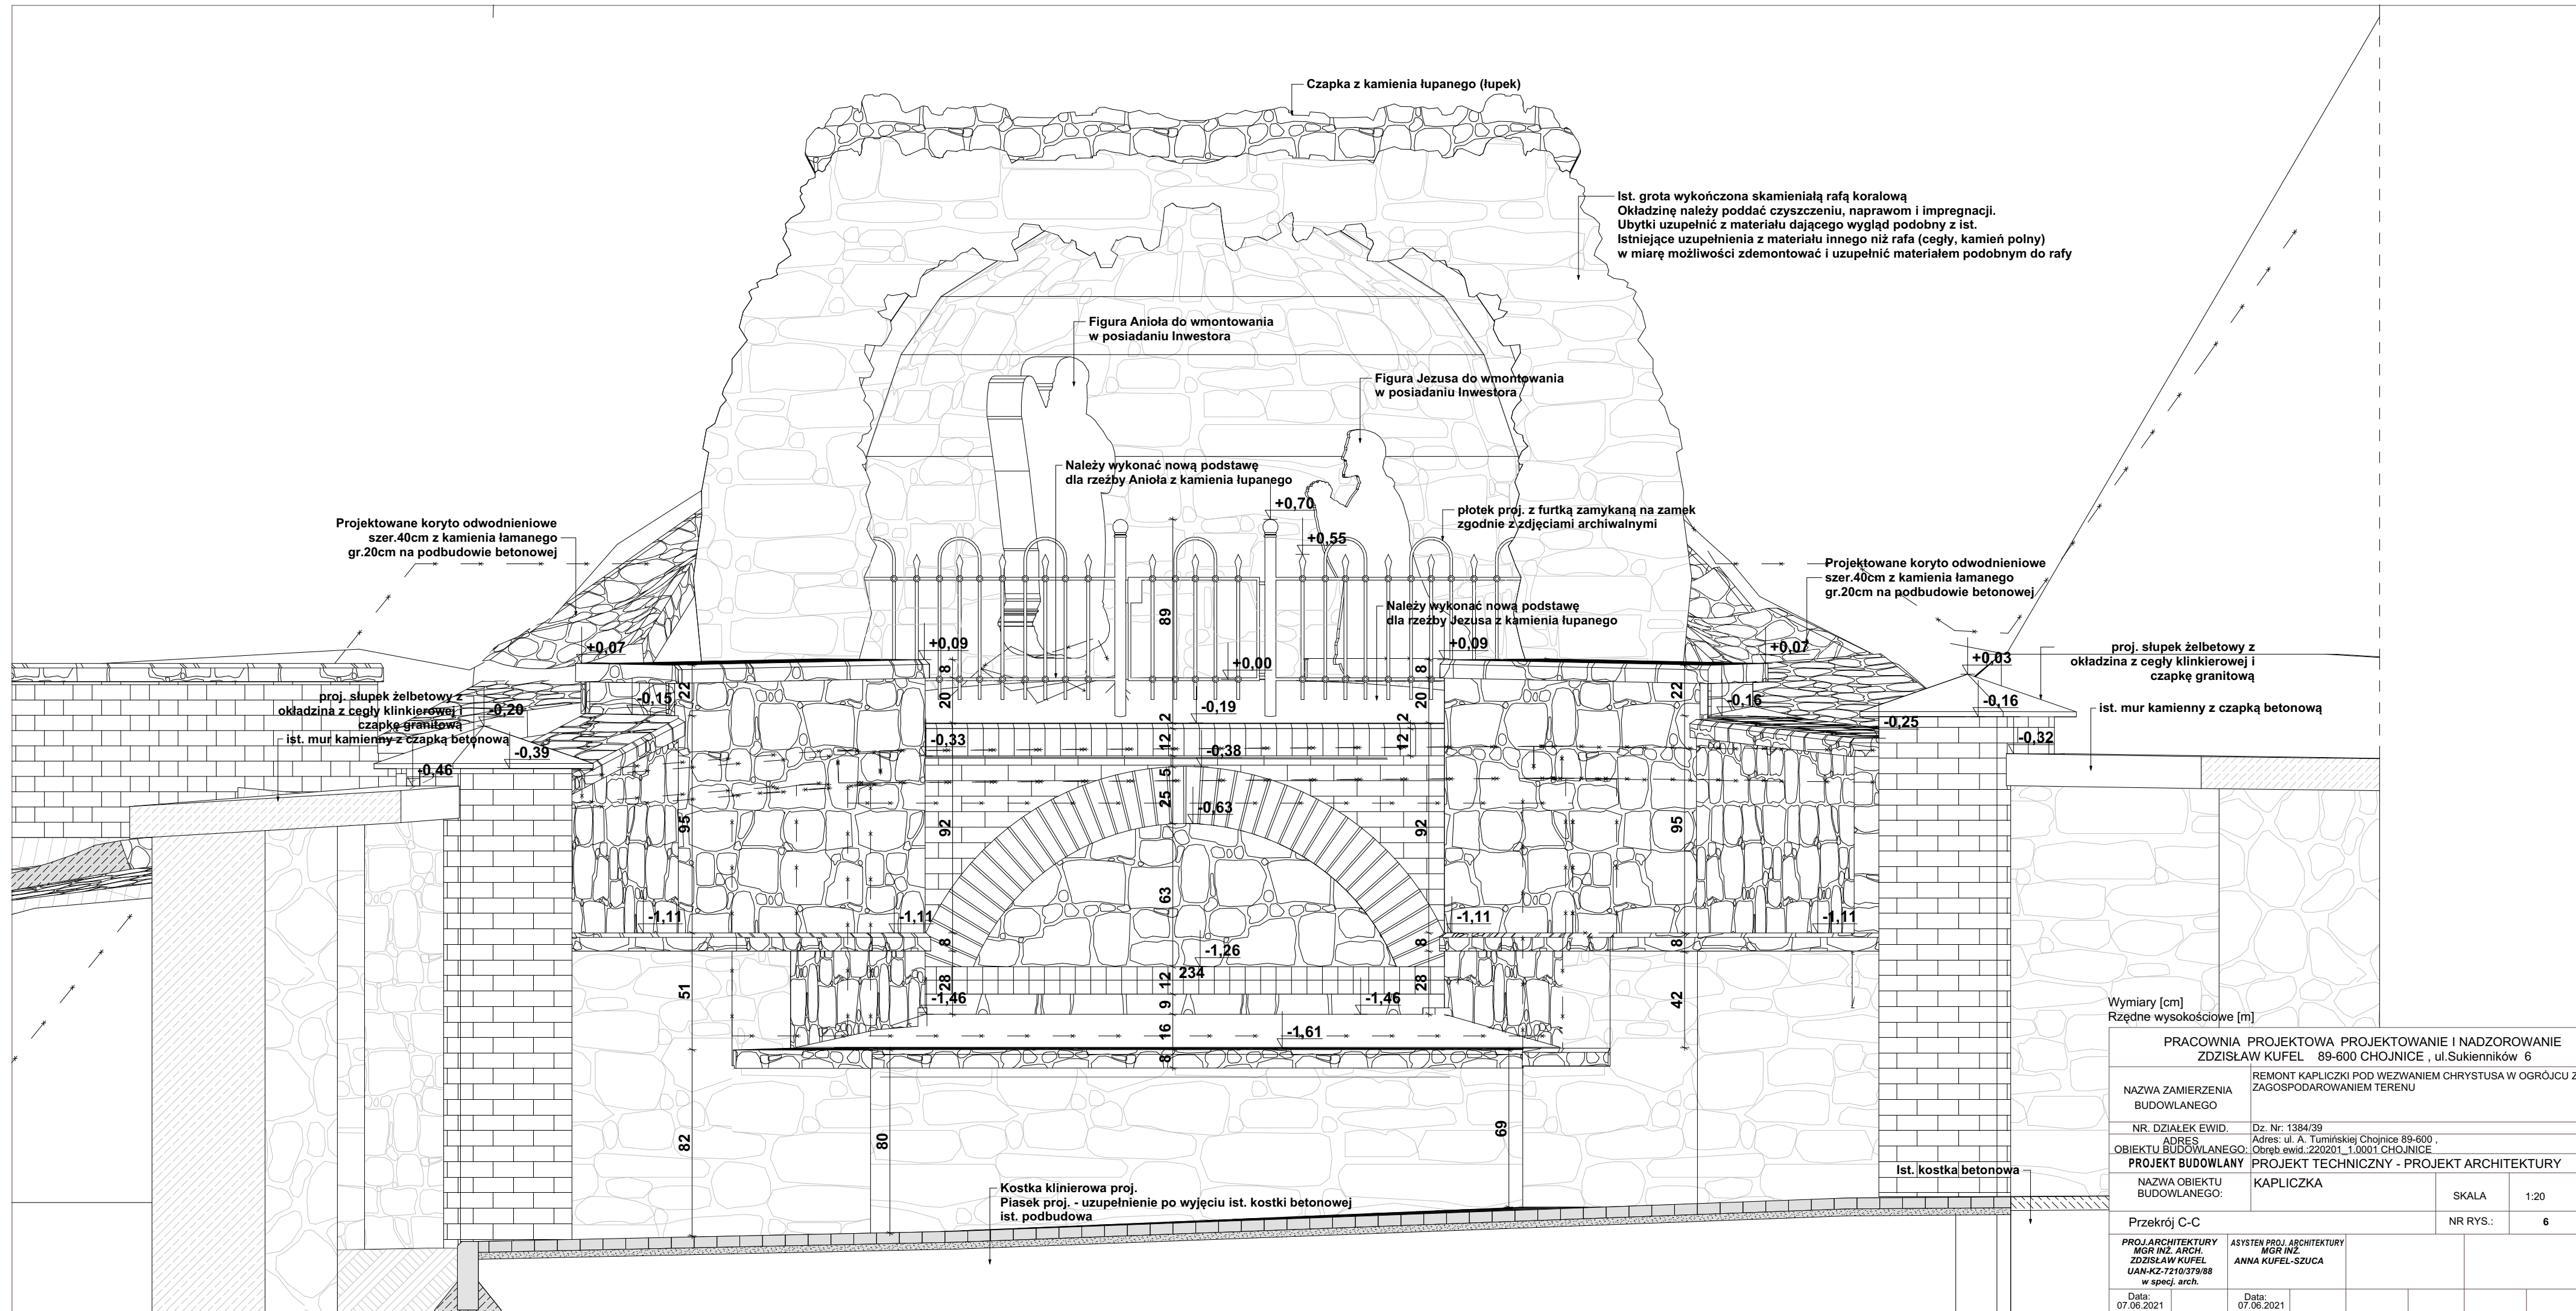 Czapka z kamienia łupanego (łupek)
Ist. grota wykończona skamieniałą rafą koralową
Okładzinę należy poddać czyszczeniu, naprawom i impregnacji.
Ubytki uzupełnić z materiału dającego wygląd podobny z ist.
Istniejące uzupełnienia z materiału innego niż rafa (cegły, kamień polny)
w miarę możliwości zdemontować i uzupełnić materiałem podobnym do rafy
Figura Anioła do wmontowania
w posiadaniu Inwestora
Figura Jezusa do wmontowania
w posiadaniu Inwestora
Należy wykonać nową podstawę
dla rzeźby Anioła z kamienia łupanego
+0,70
płotek proj. z furtką zamykaną na zamek
zgodnie z zdjęciami archiwalnymi
+0,55
Projektowane koryto odwodnieniowe
szer.40cm z kamienia łamanego
gr.20cm na podbudowie betonowej
Projektowane koryto odwodnieniowe
szer.40cm z kamienia łamanego
gr.20cm na podbudowie betonowej
89
Należy wykonać nową podstawę
dla rzeźby Jezusa z kamienia łupanego
+0,07
+0,09
+0,00
+0,09
+0,07
+0,03
proj. słupek żelbetowy z
okładzina z cegły klinkierowej i
czapkę granitową
proj. słupek żelbetowy z
okładzina z cegły klinkierowej i
czapkę granitową
ist. mur kamienny z czapką betonową
ist. mur kamienny z czapką betonową
-0,20
-0,39
-0,46
-0,15
22
8
20
-0,19
8
20
22
-0,16
-0,16
-0,25
-0,32
-0,33
2
12
-0,38
2
12
5
25
-0,63
95
92
92
95
63
-1,11
-1,11
-1,11
-1,11
8
8
8
-1,26
234
12
28
28
-1,46
-1,46
9
51
42
16
-1,61
8
82
80
69
Kostka klinierowa proj.
Piasek proj. - uzupełnienie po wyjęciu ist. kostki betonowej
ist. podbudowa
Ist. kostka betonowa
Wymiary [cm]
Rzędne wysokościowe [m]
PRACOWNIA PROJEKTOWA PROJEKTOWANIE I NADZOROWANIE
ZDZISŁAW KUFEL 89-600 CHOJNICE , ul.Sukienników 6
NAZWA ZAMIERZENIA
BUDOWLANEGO
REMONT KAPLICZKI POD WEZWANIEM CHRYSTUSA W OGRÓJCU Z
ZAGOSPODAROWANIEM TERENU
NR. DZIAŁEK EWID.
Dz. Nr: 1384/39
ADRES
OBIEKTU BUDOWLANEGO:
Adres: ul. A. Tumińskiej Chojnice 89-600 ,
Obręb ewid.:220201_1.0001 CHOJNICE
PROJEKT BUDOWLANY
PROJEKT TECHNICZNY - PROJEKT ARCHITEKTURY
NAZWA OBIEKTU
BUDOWLANEGO:
KAPLICZKA
SKALA
1:20
Przekrój C-C
NR RYS.:
6
PROJ.ARCHITEKTURY
MGR INŻ. ARCH.
ZDZISŁAW KUFEL
UAN-KZ-7210/379/88
w specj. arch.
ASYSTEN PROJ. ARCHITEKTURY
MGR INŻ.
ANNA KUFEL-SZUCA
Data:
07.06.2021
Data:
07.06.2021